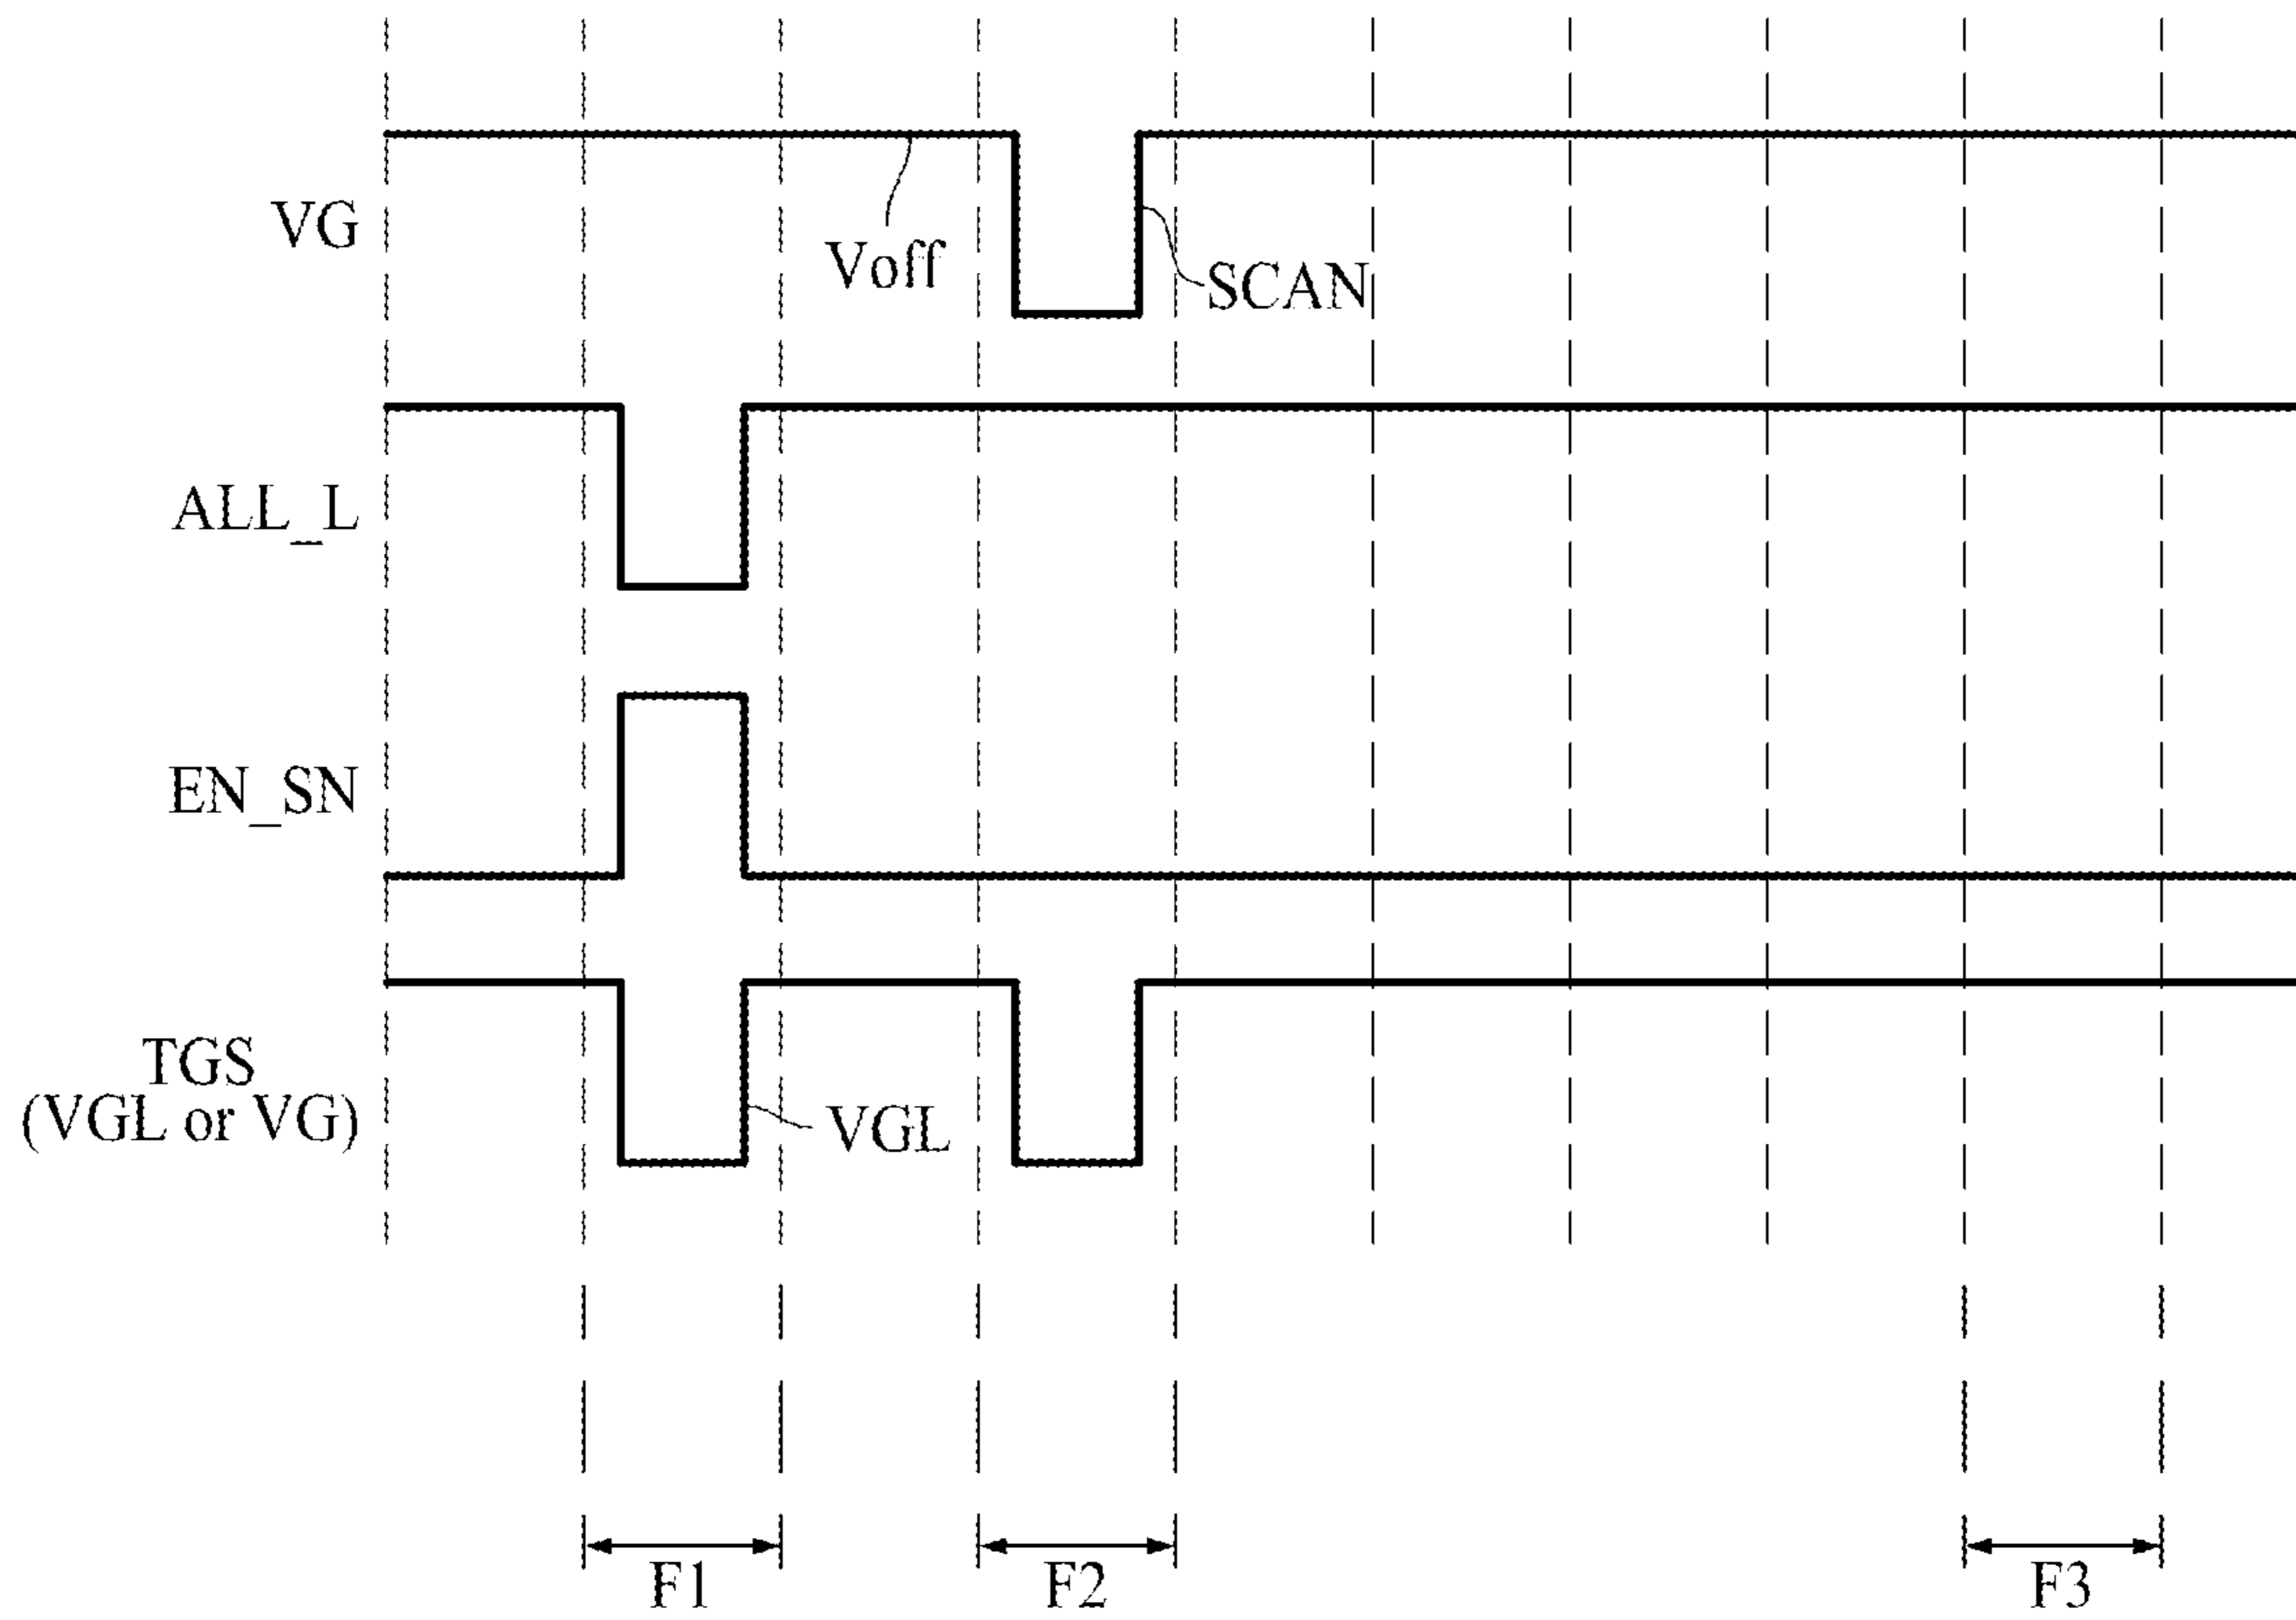 VG
Voff
SCAN
ALL_L
EN_SN
TGS
(VGL or VG)
VGL
F1
F2
F3